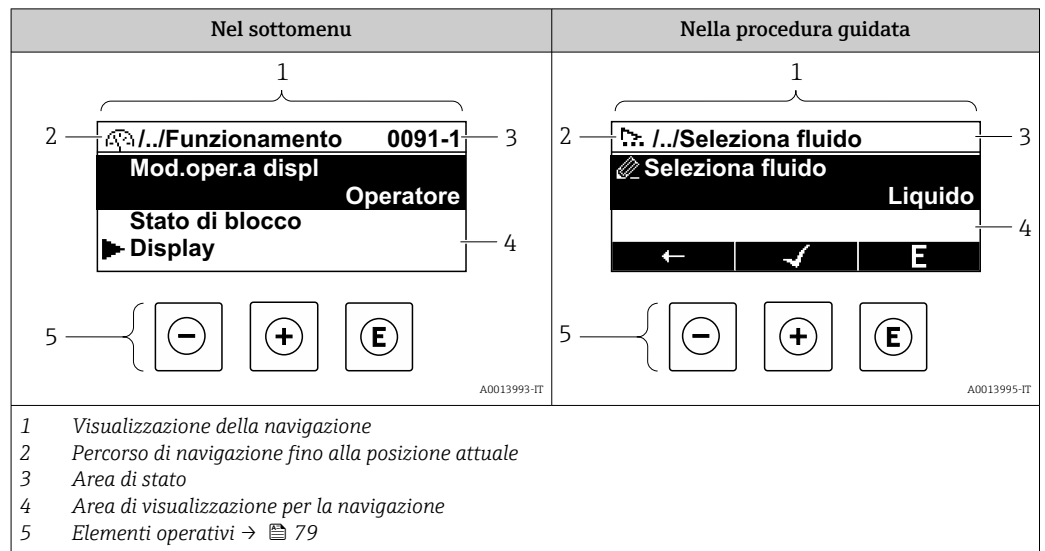 Nel sottomenu
Nella procedura guidata
1
2
/../Funzionamento 0091-1
3
Mod.oper.a displ
Operatore
Stato di blocco
Display
4
5
- + E
A0013993-IT
1
2
/../Seleziona fluido
3
Seleziona fluido
Liquido
4
← ✓ E
5
- + E
A0013995-IT
1 Visualizzazione della navigazione
2 Percorso di navigazione fino alla posizione attuale
3 Area di stato
4 Area di visualizzazione per la navigazione
5 Elementi operativi → 79